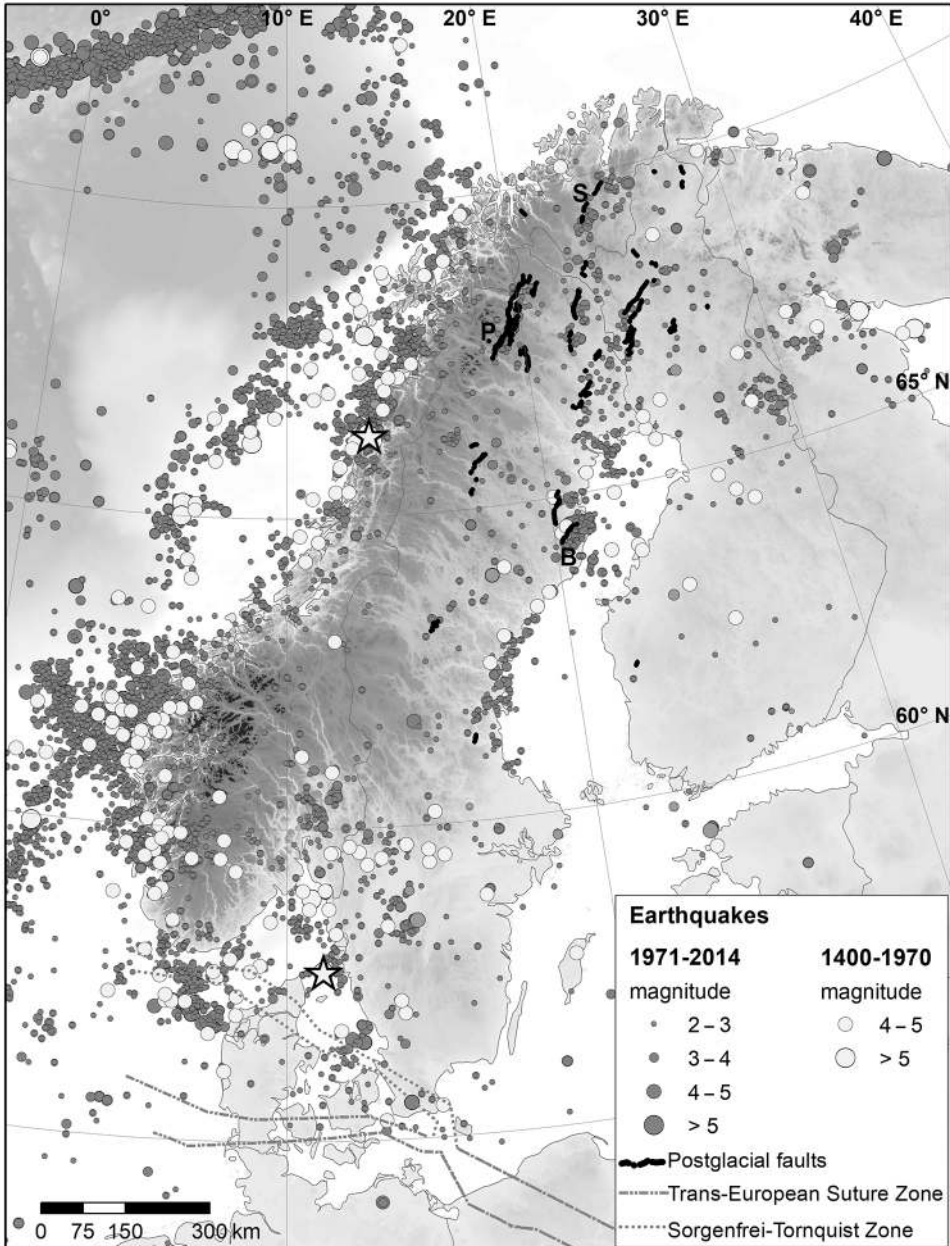 0° 10° E 20° E 30° E 40° E
S
P
65° N
B
60° N
Earthquakes
1971-2014 1400-1970
magnitude magnitude
2 – 3 4 – 5
3 – 4 > 5
4 – 5
> 5
Postglacial faults
Trans-European Suture Zone
Sorgenfrei-Tornquist Zone
0 75 150 300 km